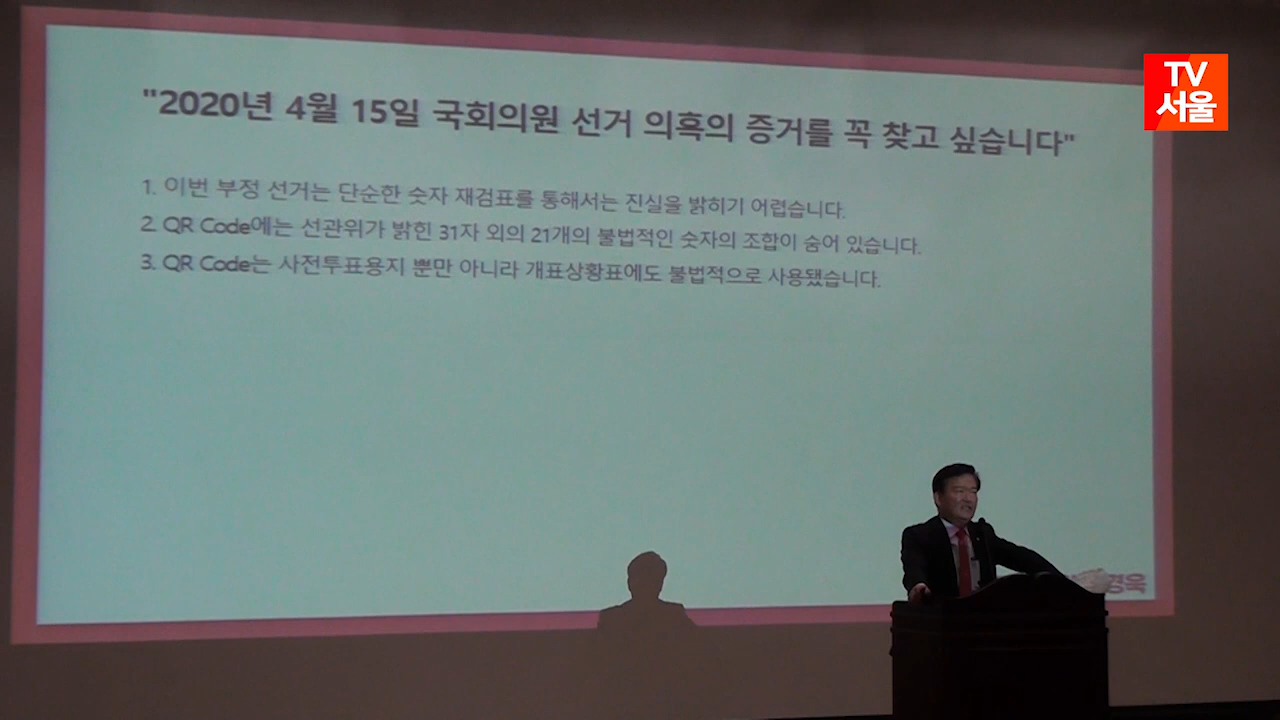 TV
서울
"2020년 4월 15일 국회의원 선거 의혹의 증거를 꼭 찾고 싶습니다"
1. 이번 부정 선거는 단순한 숫자 재검표를 통해서는 진실을 밝히기 어렵습니다.
2. QR Code에는 선관위가 밝힌 31자 외의 21개의 불법적인 숫자의 조합이 숨어 있습니다.
3. QR Code는 사전투표용지 뿐만 아니라 개표상황표에도 불법적으로 사용됐습니다.
경욱